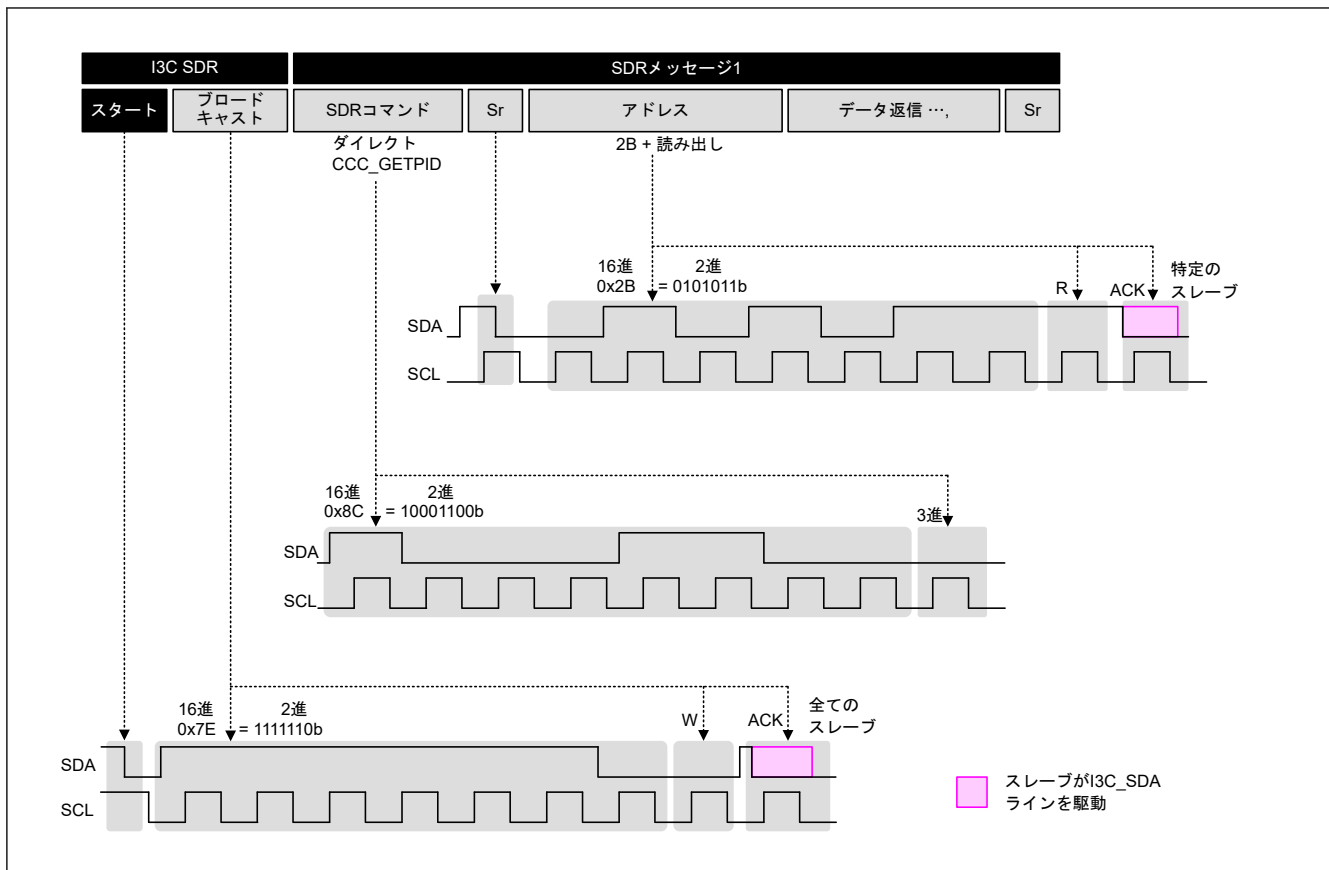 I3C SDR
SDRメッセージ1
スタート
ブロード
キャスト
SDRコマンド
Sr
アドレス
データ返信 …,
Sr
ダイレクト
CCC_GETPID
2B + 読み出し
16進
2進
0x2B
= 0101011b
R
ACK
特定の
スレーブ
SDA
SCL
16進
2進
0x8C
= 10001100b
3進
SDA
SCL
16進
2進
0x7E
= 1111110b
W
ACK
全ての
スレーブ
SDA
SCL
スレーブがI3C_SDA
ラインを駆動